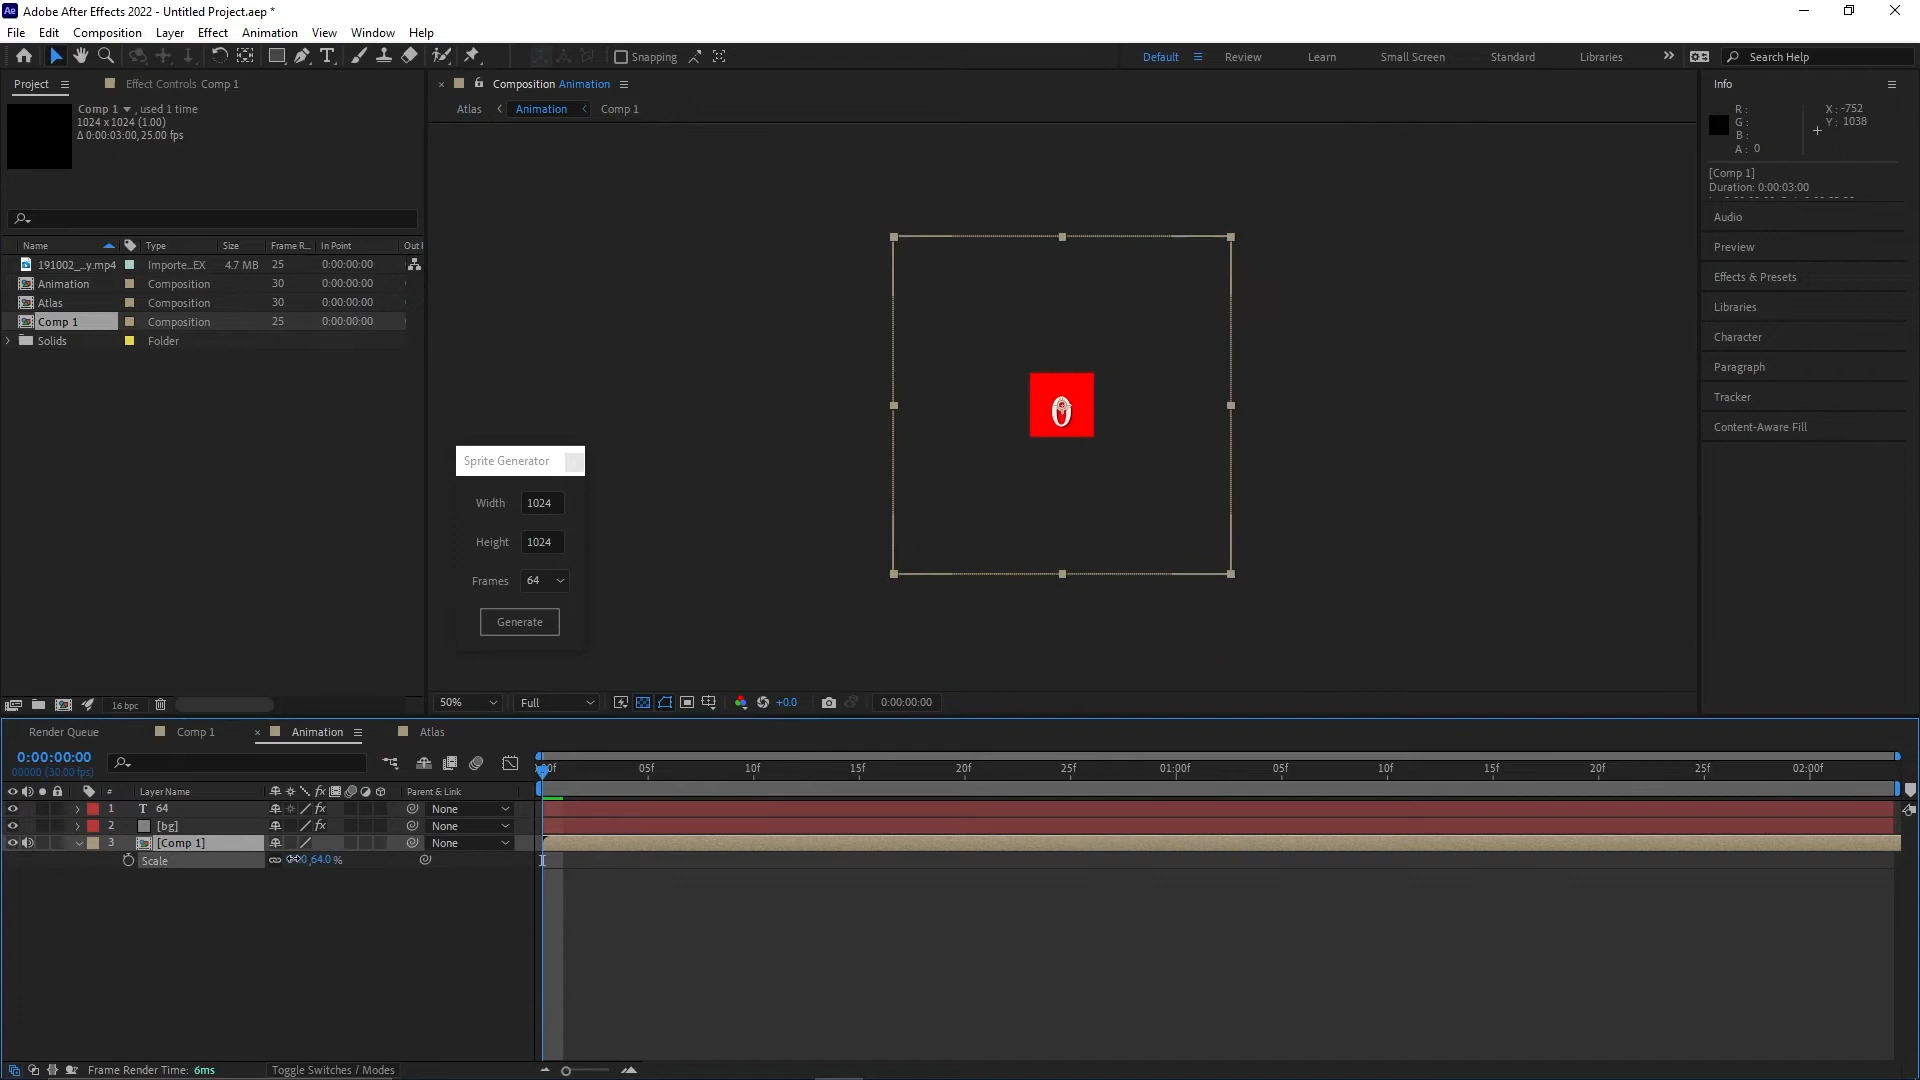 Adobe After Effects 2022 - Untitled Project.aep *
File Edit Composition Layer Effect Animation View Window Help
Snapping Default Review Learn Small Screen Standard Libraries Search Help
Project Effect Controls Comp 1
Comp 1 , used 1 time
1024 x 1024 (1.00)
Δ 0:00:03:00, 25.00 fps
Composition Animation
Atlas Animation Comp 1
Info
R :
G :
B :
A : 0
X : -752
Y : 1038
[Comp 1]
Duration: 0:00:03:00
Audio
Preview
Effects & Presets
Libraries
Character
Paragraph
Tracker
Content-Aware Fill
Name Type Size Frame R... In Point
191002_...y.mp4 Importe...EX 4.7 MB 25 0:00:00:00
Animation Composition 30 0:00:00:00
Atlas Composition 30 0:00:00:00
Comp 1 Composition 25 0:00:00:00
Solids Folder
0
Sprite Generator
Width 1024
Height 1024
Frames 64
Generate
16 bpc
50% Full +0.0 0:00:00:00
Render Queue Comp 1 Animation Atlas
0:00:00:00
00000 (30.00 fps)
05f 10f 15f 20f 25f 01:00f 05f 10f 15f 20f 25f 02:00f
# Layer Name fx Parent & Link
1 T 64 fx None
2 [bg] fx None
3 [Comp 1] None
Scale 64.0 %
Frame Render Time: 6ms Toggle Switches / Modes